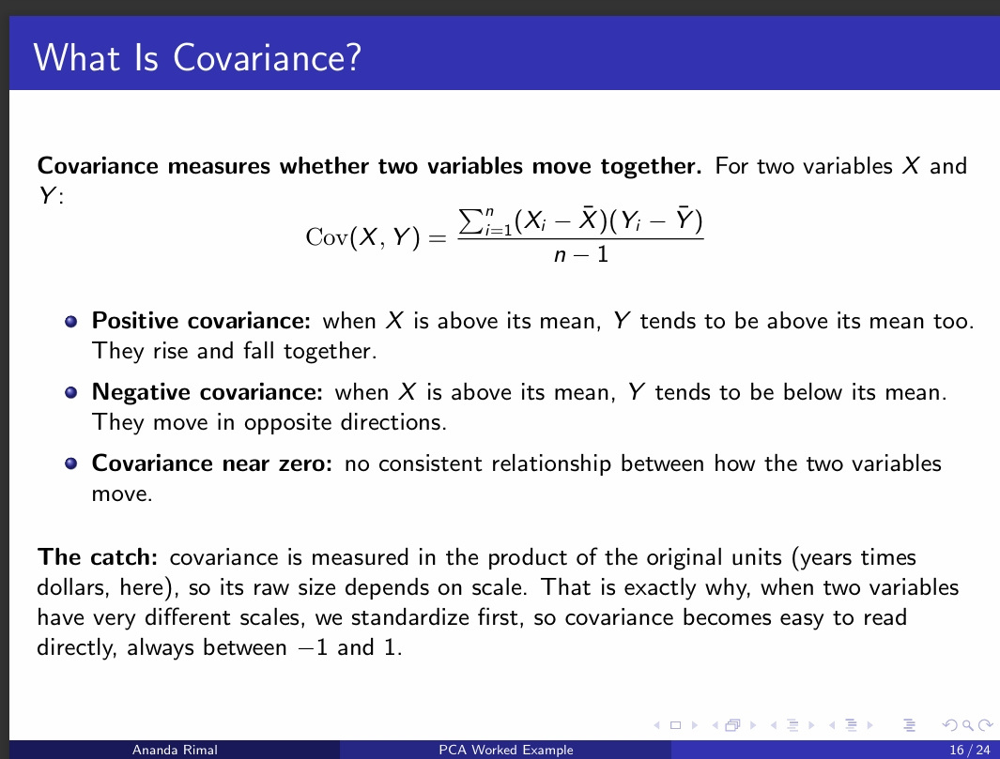 What Is Covariance?
Covariance measures whether two variables move together. For two variables X and
Y:
Cov(X, Y) = \frac{\sum_{i=1}^{n}(X_i − \bar{X})(Y_i − \bar{Y})}{n − 1}
Positive covariance: when X is above its mean, Y tends to be above its mean too.
They rise and fall together.
Negative covariance: when X is above its mean, Y tends to be below its mean.
They move in opposite directions.
Covariance near zero: no consistent relationship between how the two variables
move.
The catch: covariance is measured in the product of the original units (years times
dollars, here), so its raw size depends on scale. That is exactly why, when two variables
have very different scales, we standardize first, so covariance becomes easy to read
directly, always between −1 and 1.
Ananda Rimal
PCA Worked Example
16 / 24